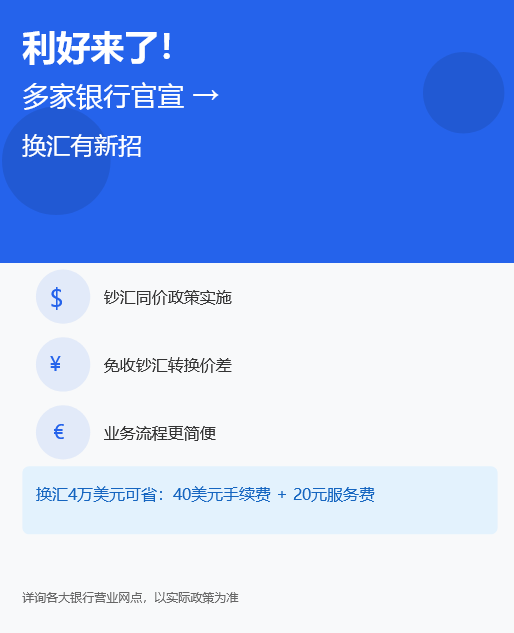 利好来了!
多家银行官宣 →
换汇有新招
$ 钞汇同价政策实施
¥ 免收钞汇转换价差
€ 业务流程更简便
换汇4万美元可省：40美元手续费 + 20元服务费
详询各大银行营业网点，以实际政策为准